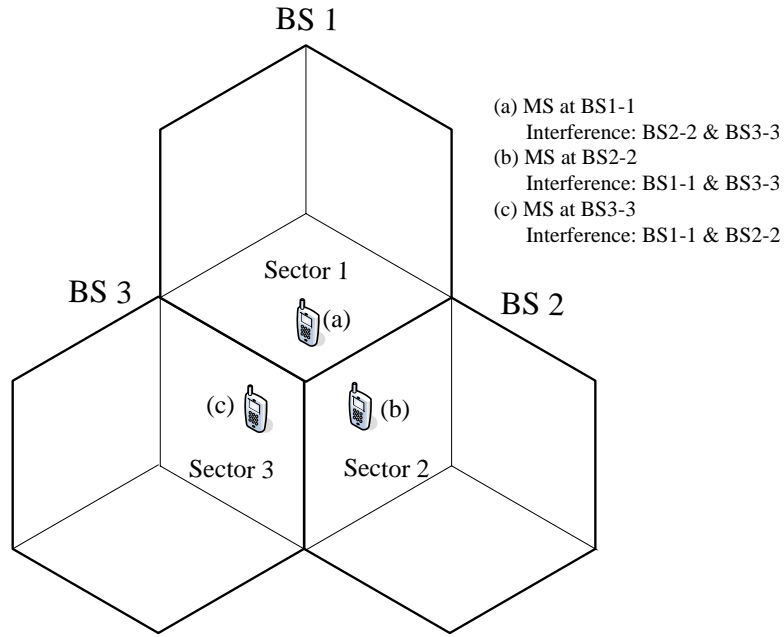 BS 1
(a) MS at BS1-1
Interference: BS2-2 & BS3-3
(b) MS at BS2-2
Interference: BS1-1 & BS3-3
(c) MS at BS3-3
Interference: BS1-1 & BS2-2
Sector 1
BS 3
BS 2
(a)
(c)
(b)
Sector 3
Sector 2